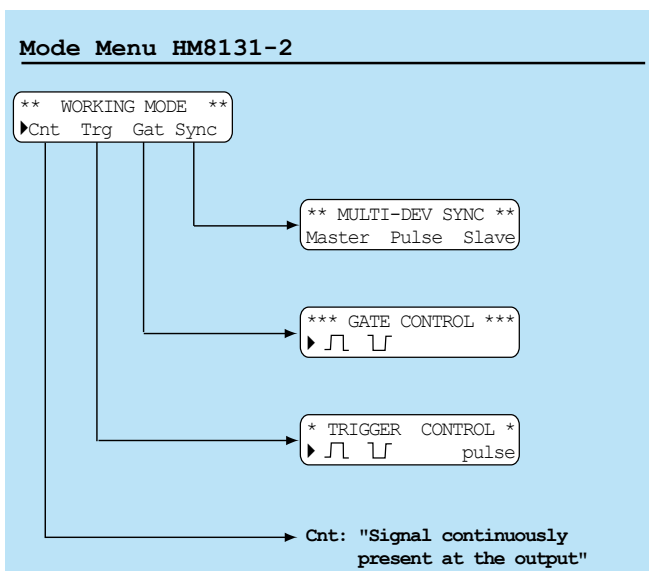 Mode Menu HM8131-2
** WORKING MODE **
Cnt Trg Gat Sync
** MULTI-DEV SYNC **
Master Pulse Slave
*** GATE CONTROL ***
* TRIGGER CONTROL *
pulse
Cnt: "Signal continuously
present at the output"